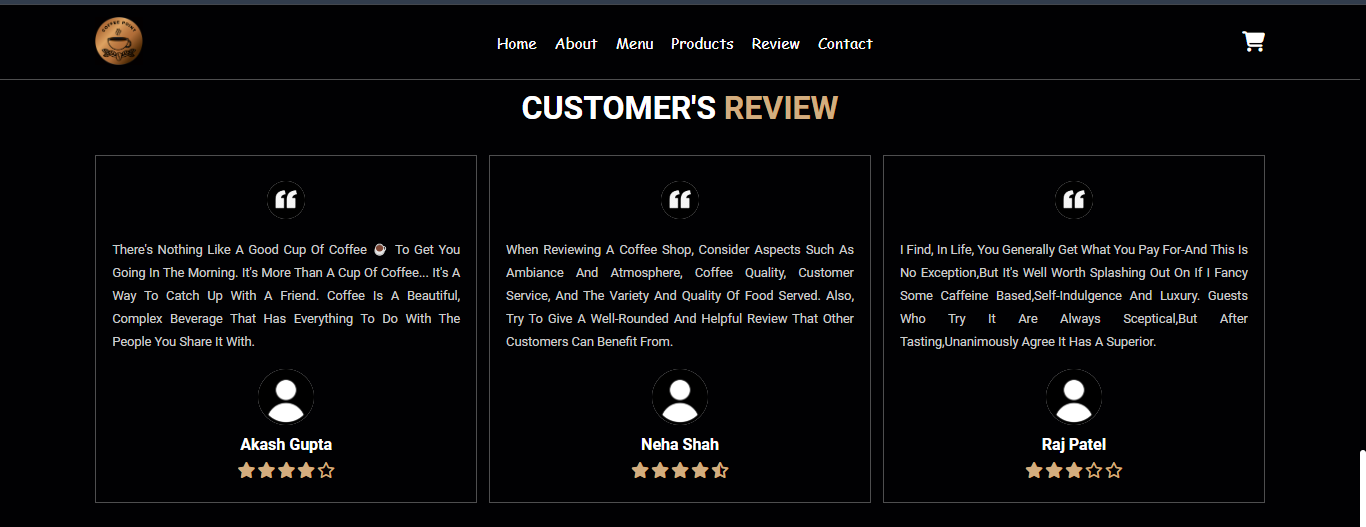 COFFEE POINT
Home About Menu Products Review Contact
CUSTOMER'S REVIEW
There's Nothing Like A Good Cup Of Coffee ☕ To Get You
Going In The Morning. It's More Than A Cup Of Coffee... It's A
Way To Catch Up With A Friend. Coffee Is A Beautiful,
Complex Beverage That Has Everything To Do With The
People You Share It With.
Akash Gupta
When Reviewing A Coffee Shop, Consider Aspects Such As
Ambiance And Atmosphere, Coffee Quality, Customer
Service, And The Variety And Quality Of Food Served. Also,
Try To Give A Well-Rounded And Helpful Review That Other
Customers Can Benefit From.
Neha Shah
I Find, In Life, You Generally Get What You Pay For-And This Is
No Exception,But It's Well Worth Splashing Out On If I Fancy
Some Caffeine Based,Self-Indulgence And Luxury. Guests
Who Try It Are Always Sceptical,But After
Tasting,Unanimously Agree It Has A Superior.
Raj Patel